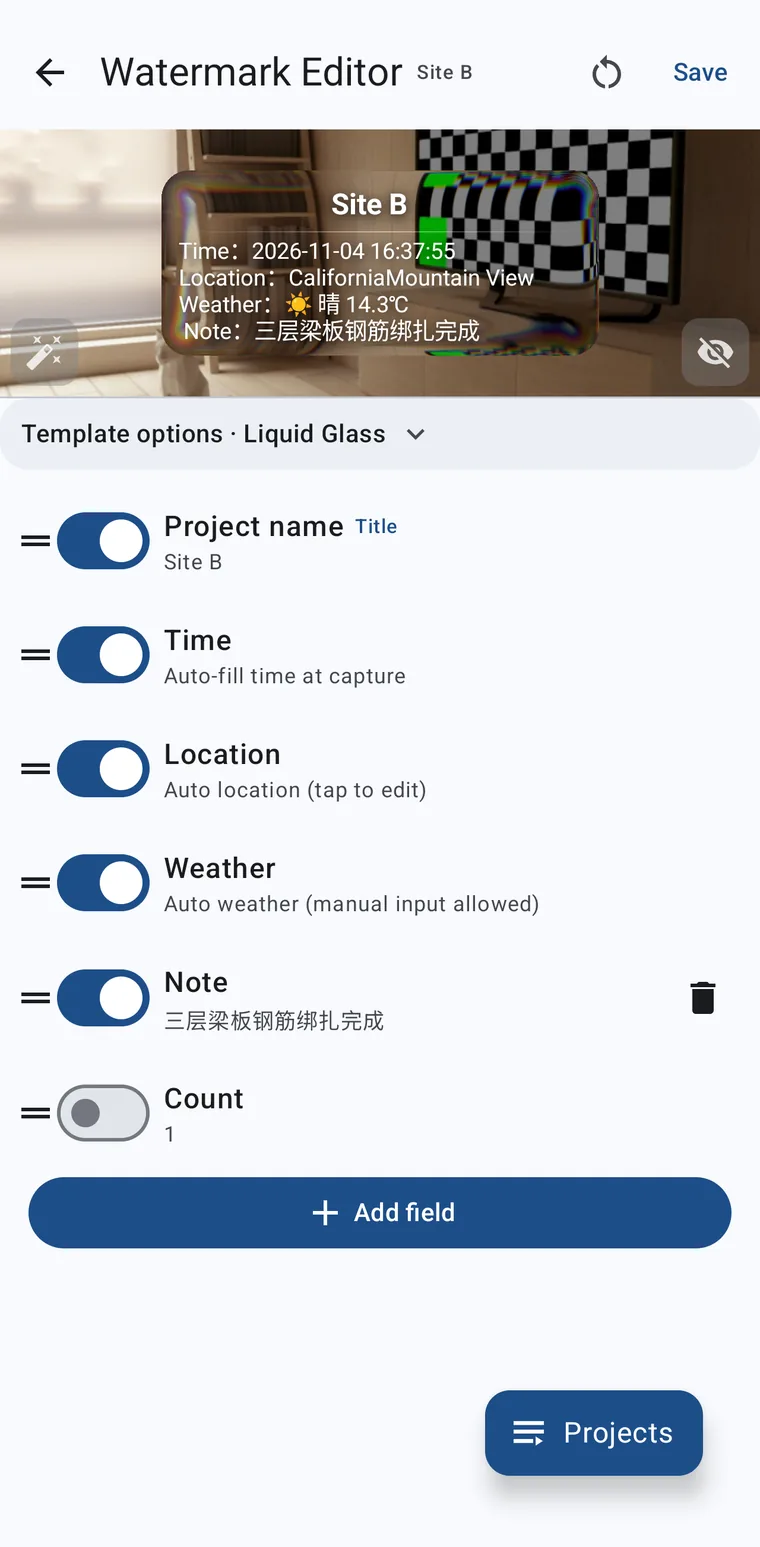 Watermark Editor Site B Save
Site B
Time：2026-11-04 16:37:55
Location：CaliforniaMountain View
Weather：☀️ 晴 14.3℃
Note：三层梁板钢筋绑扎完成
Template options · Liquid Glass
Project name Title
Site B
Time
Auto-fill time at capture
Location
Auto location (tap to edit)
Weather
Auto weather (manual input allowed)
Note
三层梁板钢筋绑扎完成
Count
1
Add field
Projects